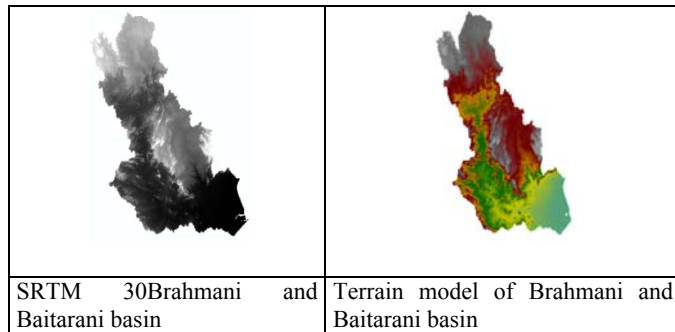 SRTM 30Brahmani and
Baitarani basin
Terrain model of Brahmani and
Baitarani basin